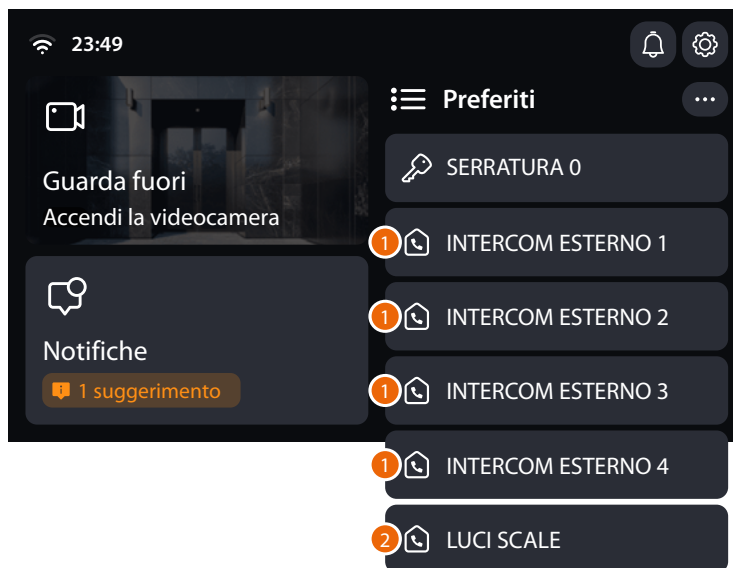 23:49
Guarda fuori
Accendi la videocamera
Notifiche
1 suggerimento
Preferiti
SERRATURA 0
1 INTERCOM ESTERNO 1
1 INTERCOM ESTERNO 2
1 INTERCOM ESTERNO 3
1 INTERCOM ESTERNO 4
2 LUCI SCALE